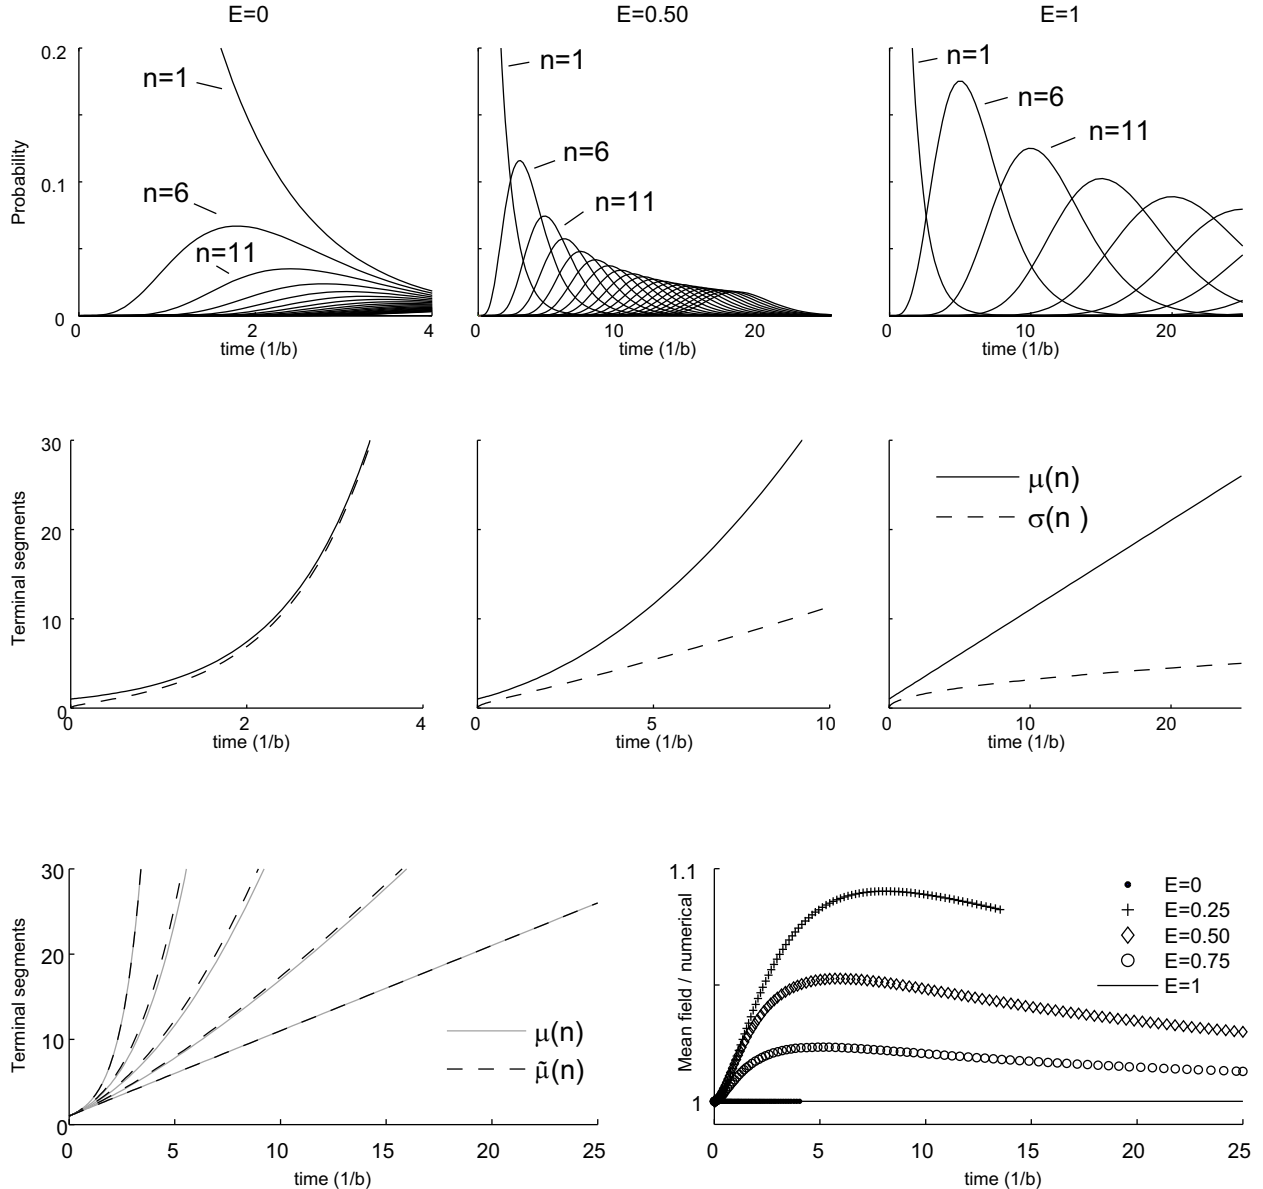 E=0 E=0.50 E=1
0.2
n=1
n=6
n=11
0.1
0
Probability
0 2 4
time (1/b)
n=1
n=6
n=11
0 10 20
time (1/b)
n=1
n=6
n=11
0 10 20
time (1/b)
30
20
10
0
Terminal segments
0 2 4
time (1/b)
0 5 10
time (1/b)
μ(n)
σ(n )
0 10 20
time (1/b)
30
20
10
0
Terminal segments
μ(n)
μ̃(n)
0 5 10 15 20 25
time (1/b)
1.1
1
Mean field / numerical
E=0
E=0.25
E=0.50
E=0.75
E=1
0 5 10 15 20 25
time (1/b)